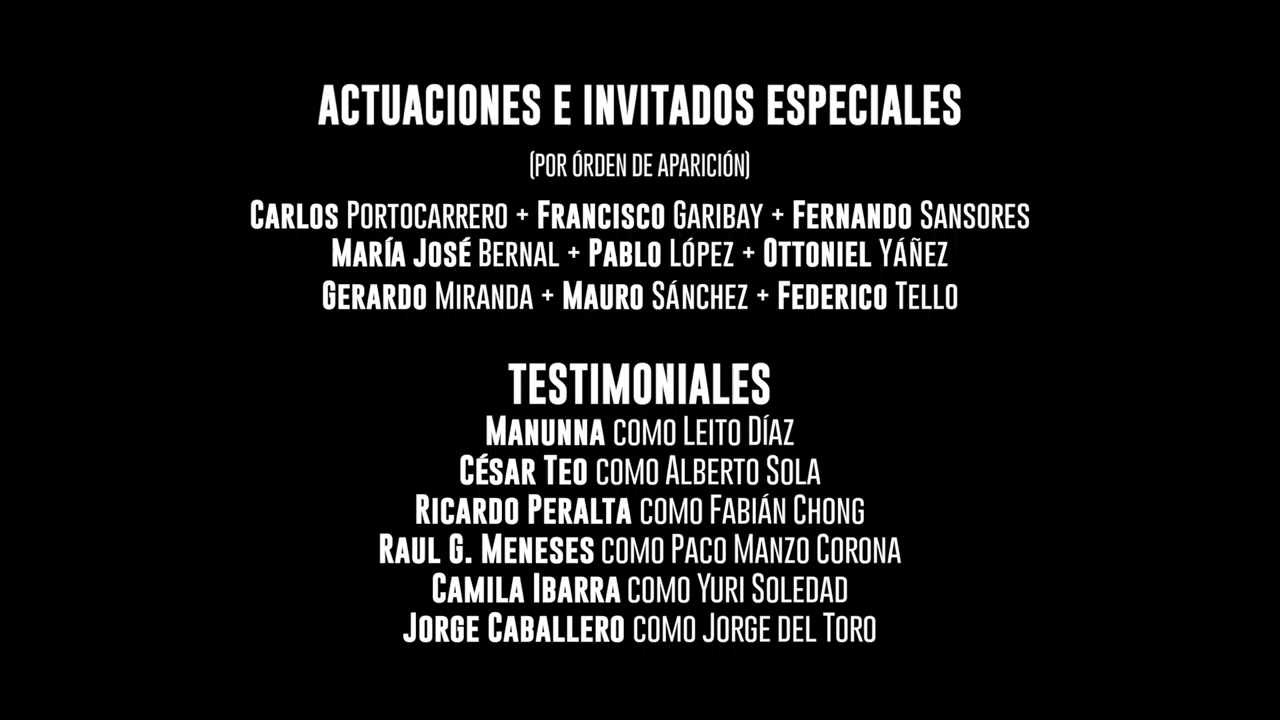 ACTUACIONES E INVITADOS ESPECIALES
(POR ÓRDEN DE APARICIÓN)
CARLOS PORTOCARRERO + FRANCISCO GARIBAY + FERNANDO SANSORES
MARÍA JOSÉ BERNAL + PABLO LÓPEZ + OTTONIEL YÁÑEZ
GERARDO MIRANDA + MAURO SÁNCHEZ + FEDERICO TELLO
TESTIMONIALES
MANUNNA COMO LEITO DÍAZ
CÉSAR TEO COMO ALBERTO SOLA
RICARDO PERALTA COMO FABIÁN CHONG
RAUL G. MENESES COMO PACO MANZO CORONA
CAMILA IBARRA COMO YURI SOLEDAD
JORGE CABALLERO COMO JORGE DEL TORO